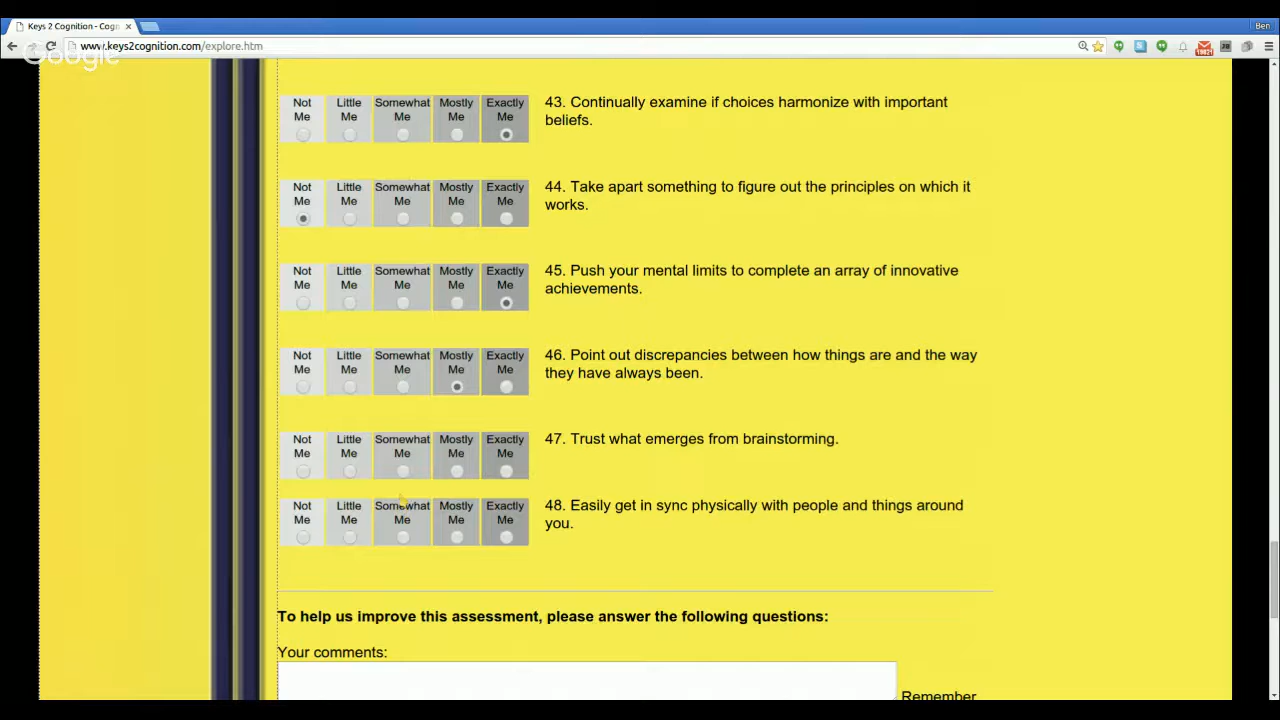 Keys 2 Cognition - Cogn
Ben
www.keys2cognition.com/explore.htm
Google
Not Me Little Me Somewhat Me Mostly Me Exactly Me
43. Continually examine if choices harmonize with important
beliefs.
Not Me Little Me Somewhat Me Mostly Me Exactly Me
44. Take apart something to figure out the principles on which it
works.
Not Me Little Me Somewhat Me Mostly Me Exactly Me
45. Push your mental limits to complete an array of innovative
achievements.
Not Me Little Me Somewhat Me Mostly Me Exactly Me
46. Point out discrepancies between how things are and the way
they have always been.
Not Me Little Me Somewhat Me Mostly Me Exactly Me
47. Trust what emerges from brainstorming.
Not Me Little Me Somewhat Me Mostly Me Exactly Me
48. Easily get in sync physically with people and things around
you.
To help us improve this assessment, please answer the following questions:
Your comments:
Remember